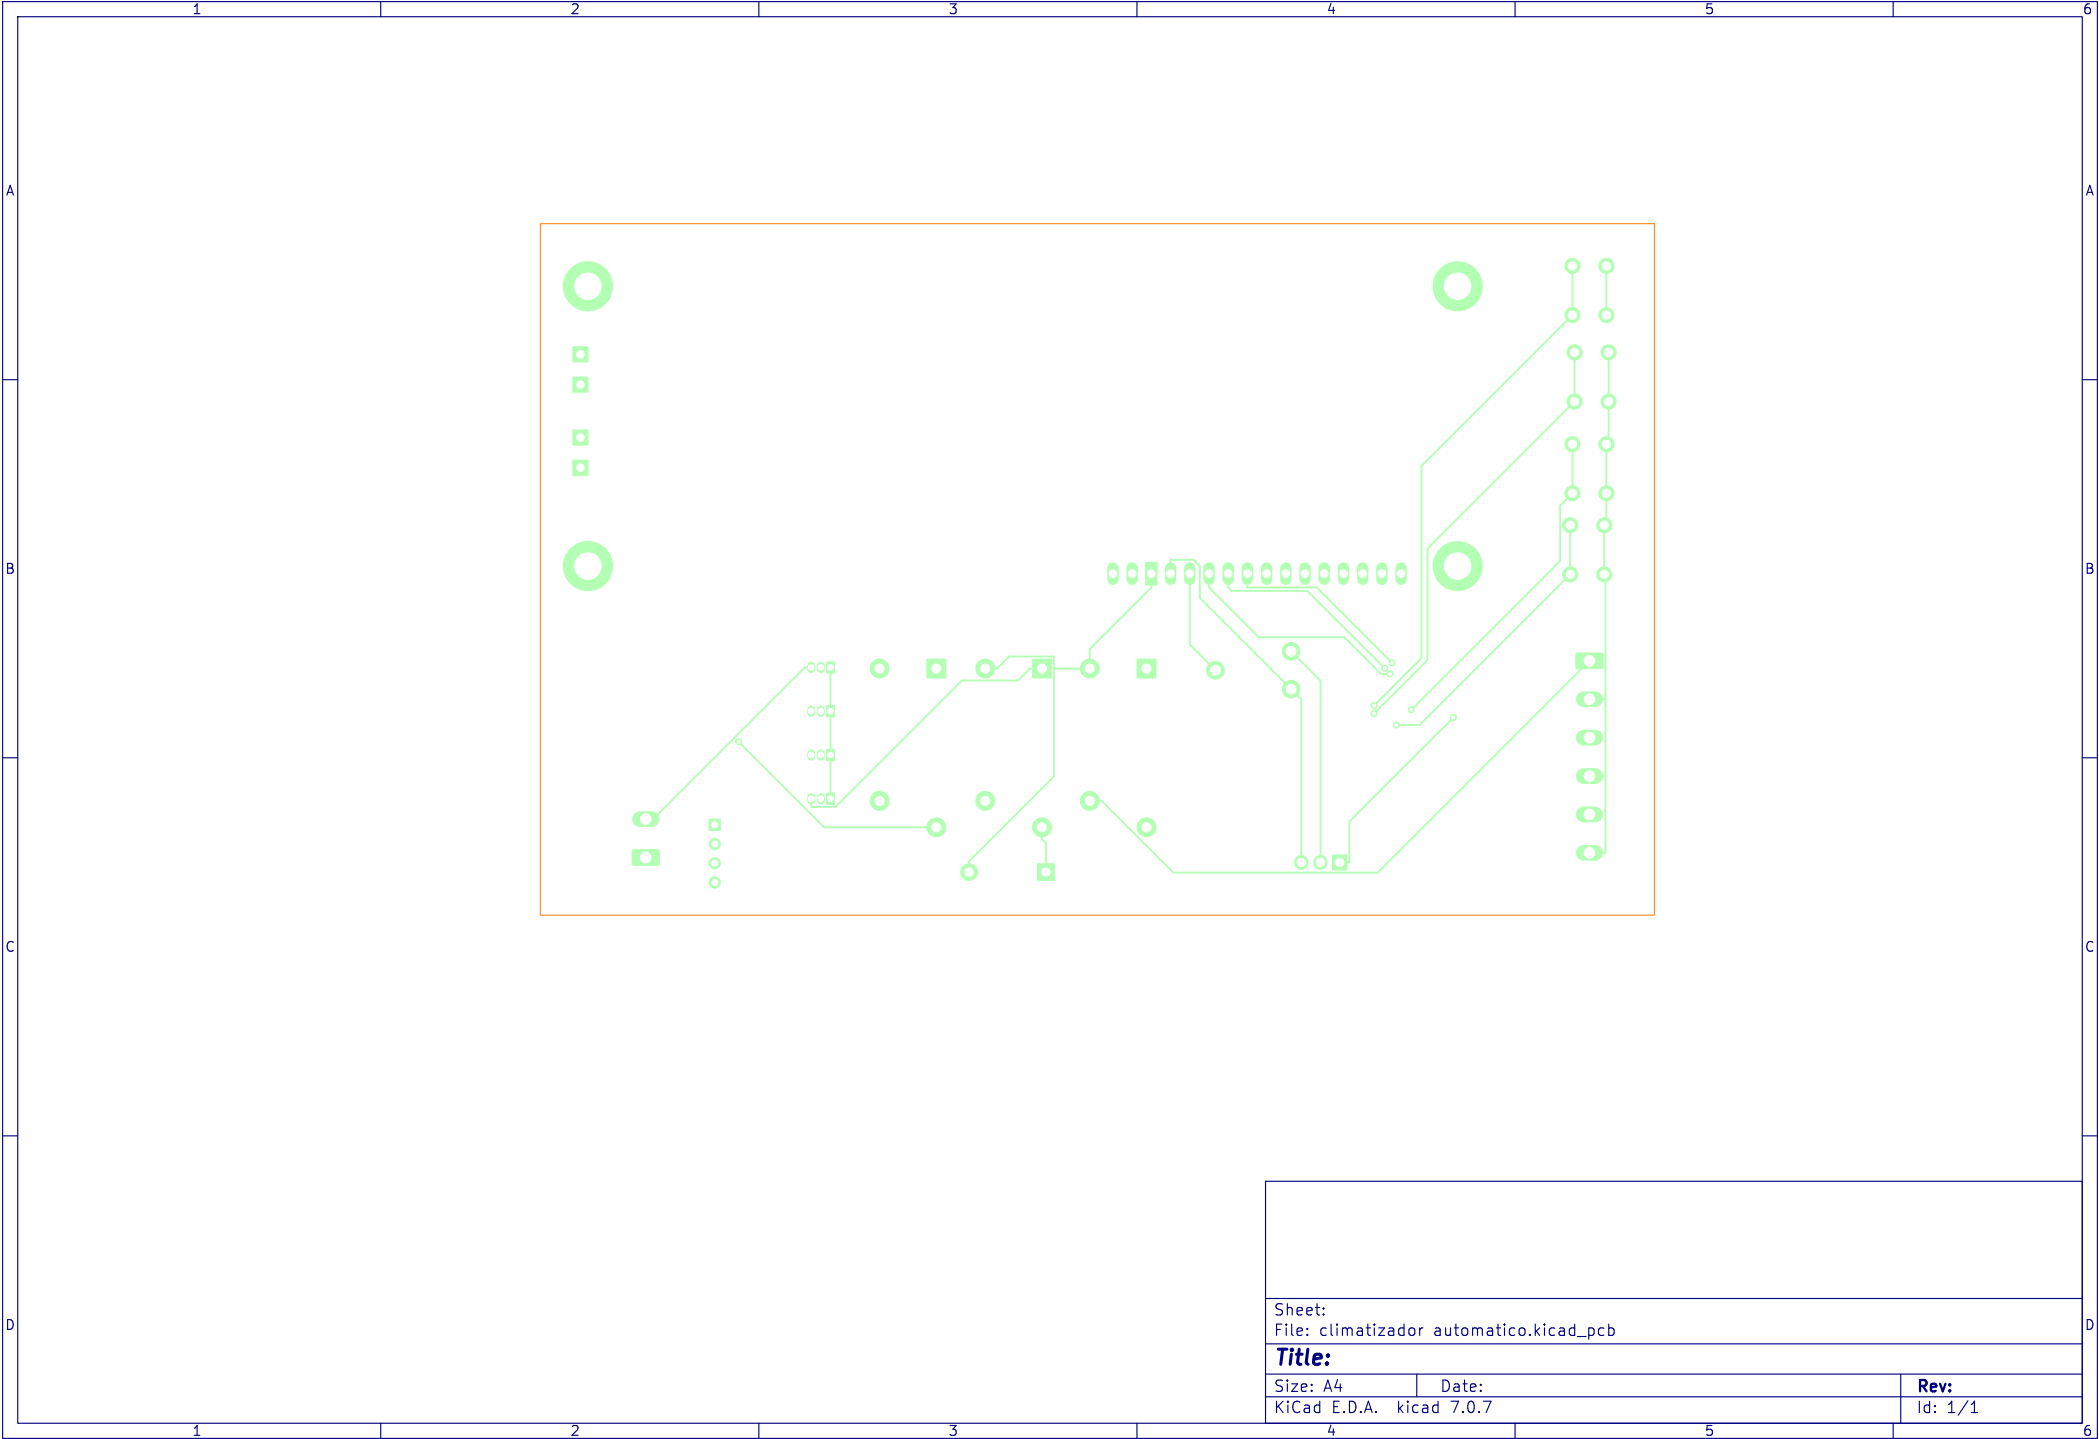 1 2 3 4 5 6
A A
B B
C C
Sheet:
File: climatizador automatico.kicad_pcb
D D
Title:
Size: A4 Date: Rev:
KiCad E.D.A. kicad 7.0.7 Id: 1/1
1 2 3 4 5 6